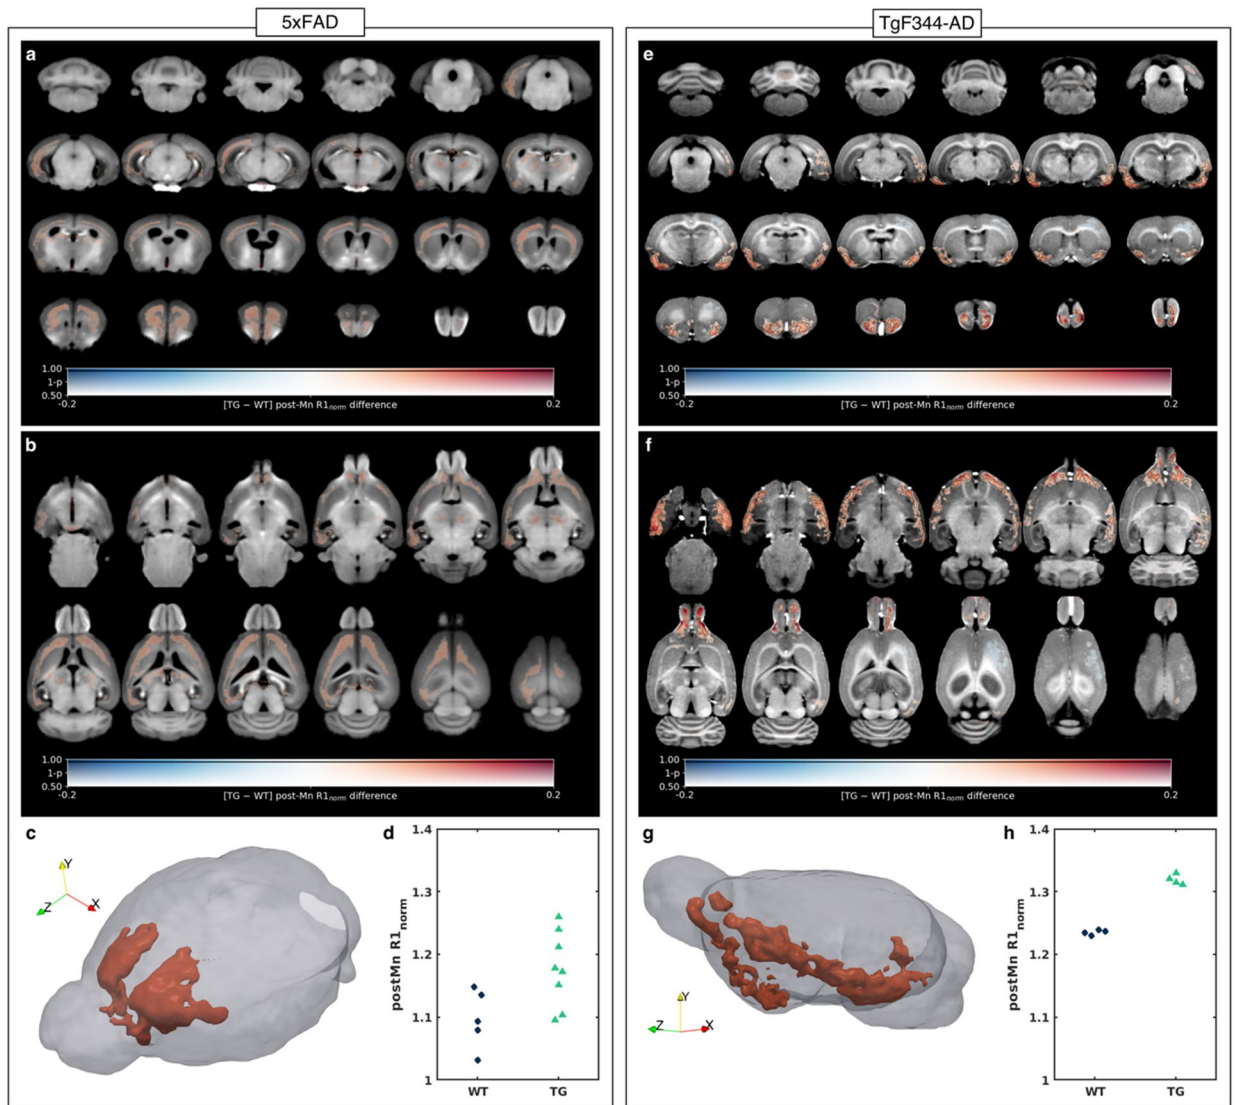 5xFAD
TgF344-AD
a
1.00
1-p
0.50
-0.2
[TG − WT] post-Mn R1norm difference
0.2
b
1.00
1-p
0.50
-0.2
[TG − WT] post-Mn R1norm difference
0.2
c
Y
Z
X
d
1.4
1.3
1.2
1.1
1
postMn R1norm
WT
TG
e
1.00
1-p
0.50
-0.2
[TG − WT] post-Mn R1norm difference
0.2
f
1.00
1-p
0.50
-0.2
[TG − WT] post-Mn R1norm difference
0.2
g
Y
Z
X
h
1.4
1.3
1.2
1.1
1
postMn R1norm
WT
TG